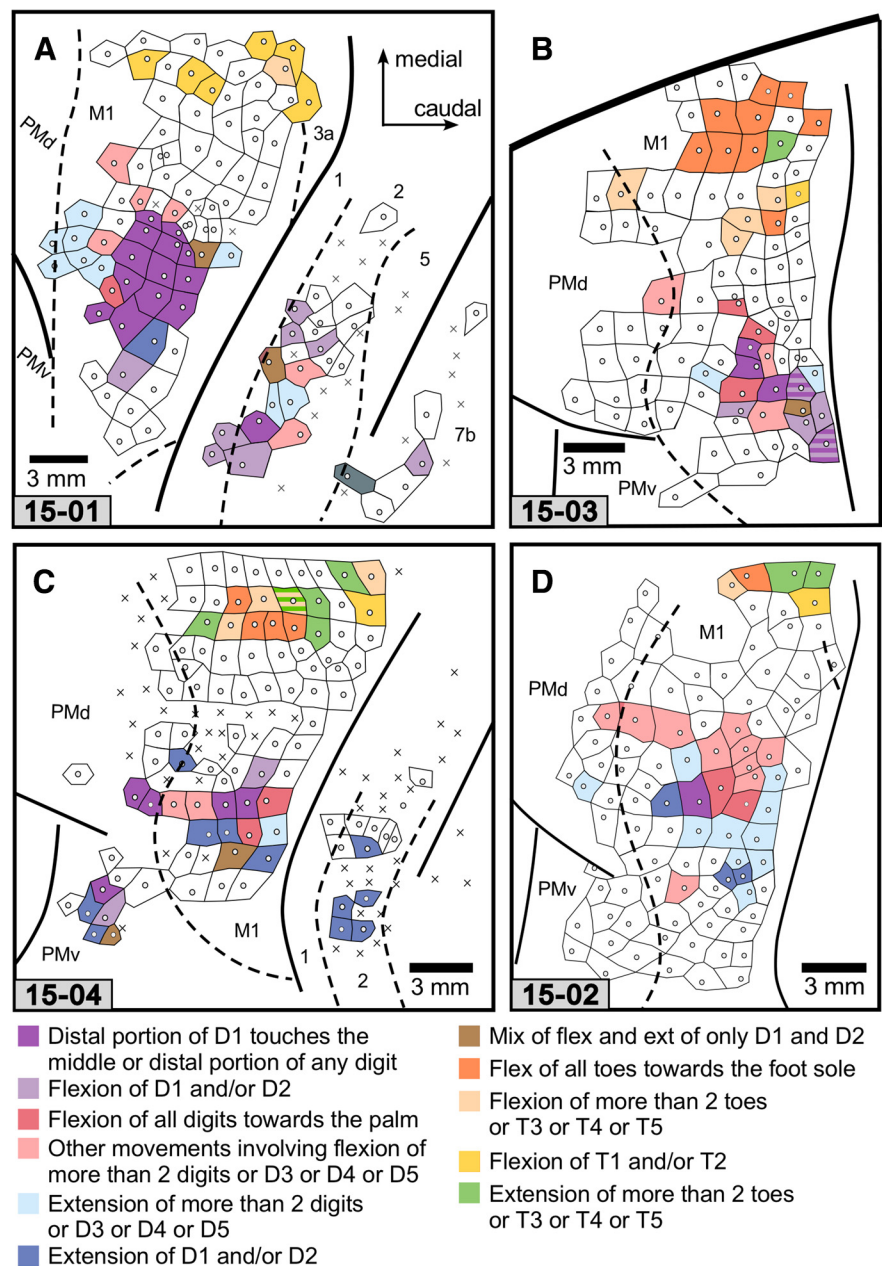 A
B
medial
caudal
PMd
M1
3a
1
2
5
7b
PMv
3 mm
15-01
M1
PMd
PMv
3 mm
15-03
C
D
PMd
PMv
M1
1
2
3 mm
15-04
M1
PMd
PMv
3 mm
15-02
Distal portion of D1 touches the
middle or distal portion of any digit
Flexion of D1 and/or D2
Flexion of all digits towards the palm
Other movements involving flexion of
more than 2 digits or D3 or D4 or D5
Extension of more than 2 digits
or D3 or D4 or D5
Extension of D1 and/or D2
Mix of flex and ext of only D1 and D2
Flex of all toes towards the foot sole
Flexion of more than 2 toes
or T3 or T4 or T5
Flexion of T1 and/or T2
Extension of more than 2 toes
or T3 or T4 or T5